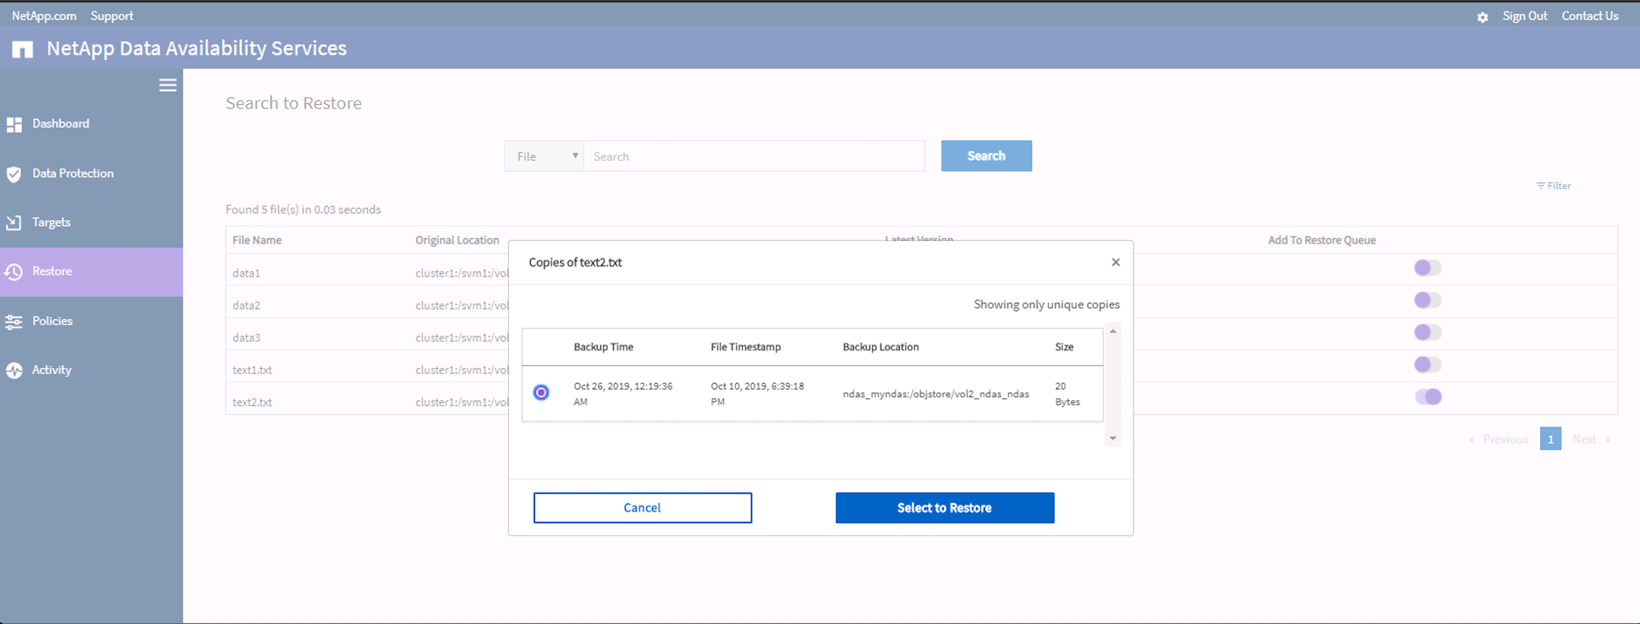 NetApp.com Support Sign Out Contact Us
NetApp Data Availability Services
Dashboard
Data Protection
Targets
Restore
Policies
Activity
Search to Restore
File Search Search
Filter
Found 5 file(s) in 0.03 seconds
File Name Original Location Latest Version Add To Restore Queue
data1 cluster1:/svm1:/vol
data2 cluster1:/svm1:/vol
data3 cluster1:/svm1:/vol
text1.txt cluster1:/svm1:/vol
text2.txt cluster1:/svm1:/vol
« Previous 1 Next »
Copies of text2.txt ×
Showing only unique copies
Backup Time File Timestamp Backup Location Size
Oct 26, 2019, 12:19:36 Oct 10, 2019, 6:39:18 ndas_myndas:/objstore/vol2_ndas_ndas 20
AM PM Bytes
Cancel Select to Restore